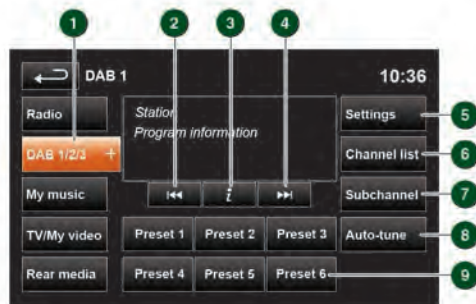 1
2
3
4
DAB 1
10:36
Radio
Station
Program information
Settings
5
DAB 1/2/3 +
Channel list
6
My music
i
Subchannel
7
TV/My video
Preset 1
Preset 2
Preset 3
Auto-tune
8
Rear media
Preset 4
Preset 5
Preset 6
9